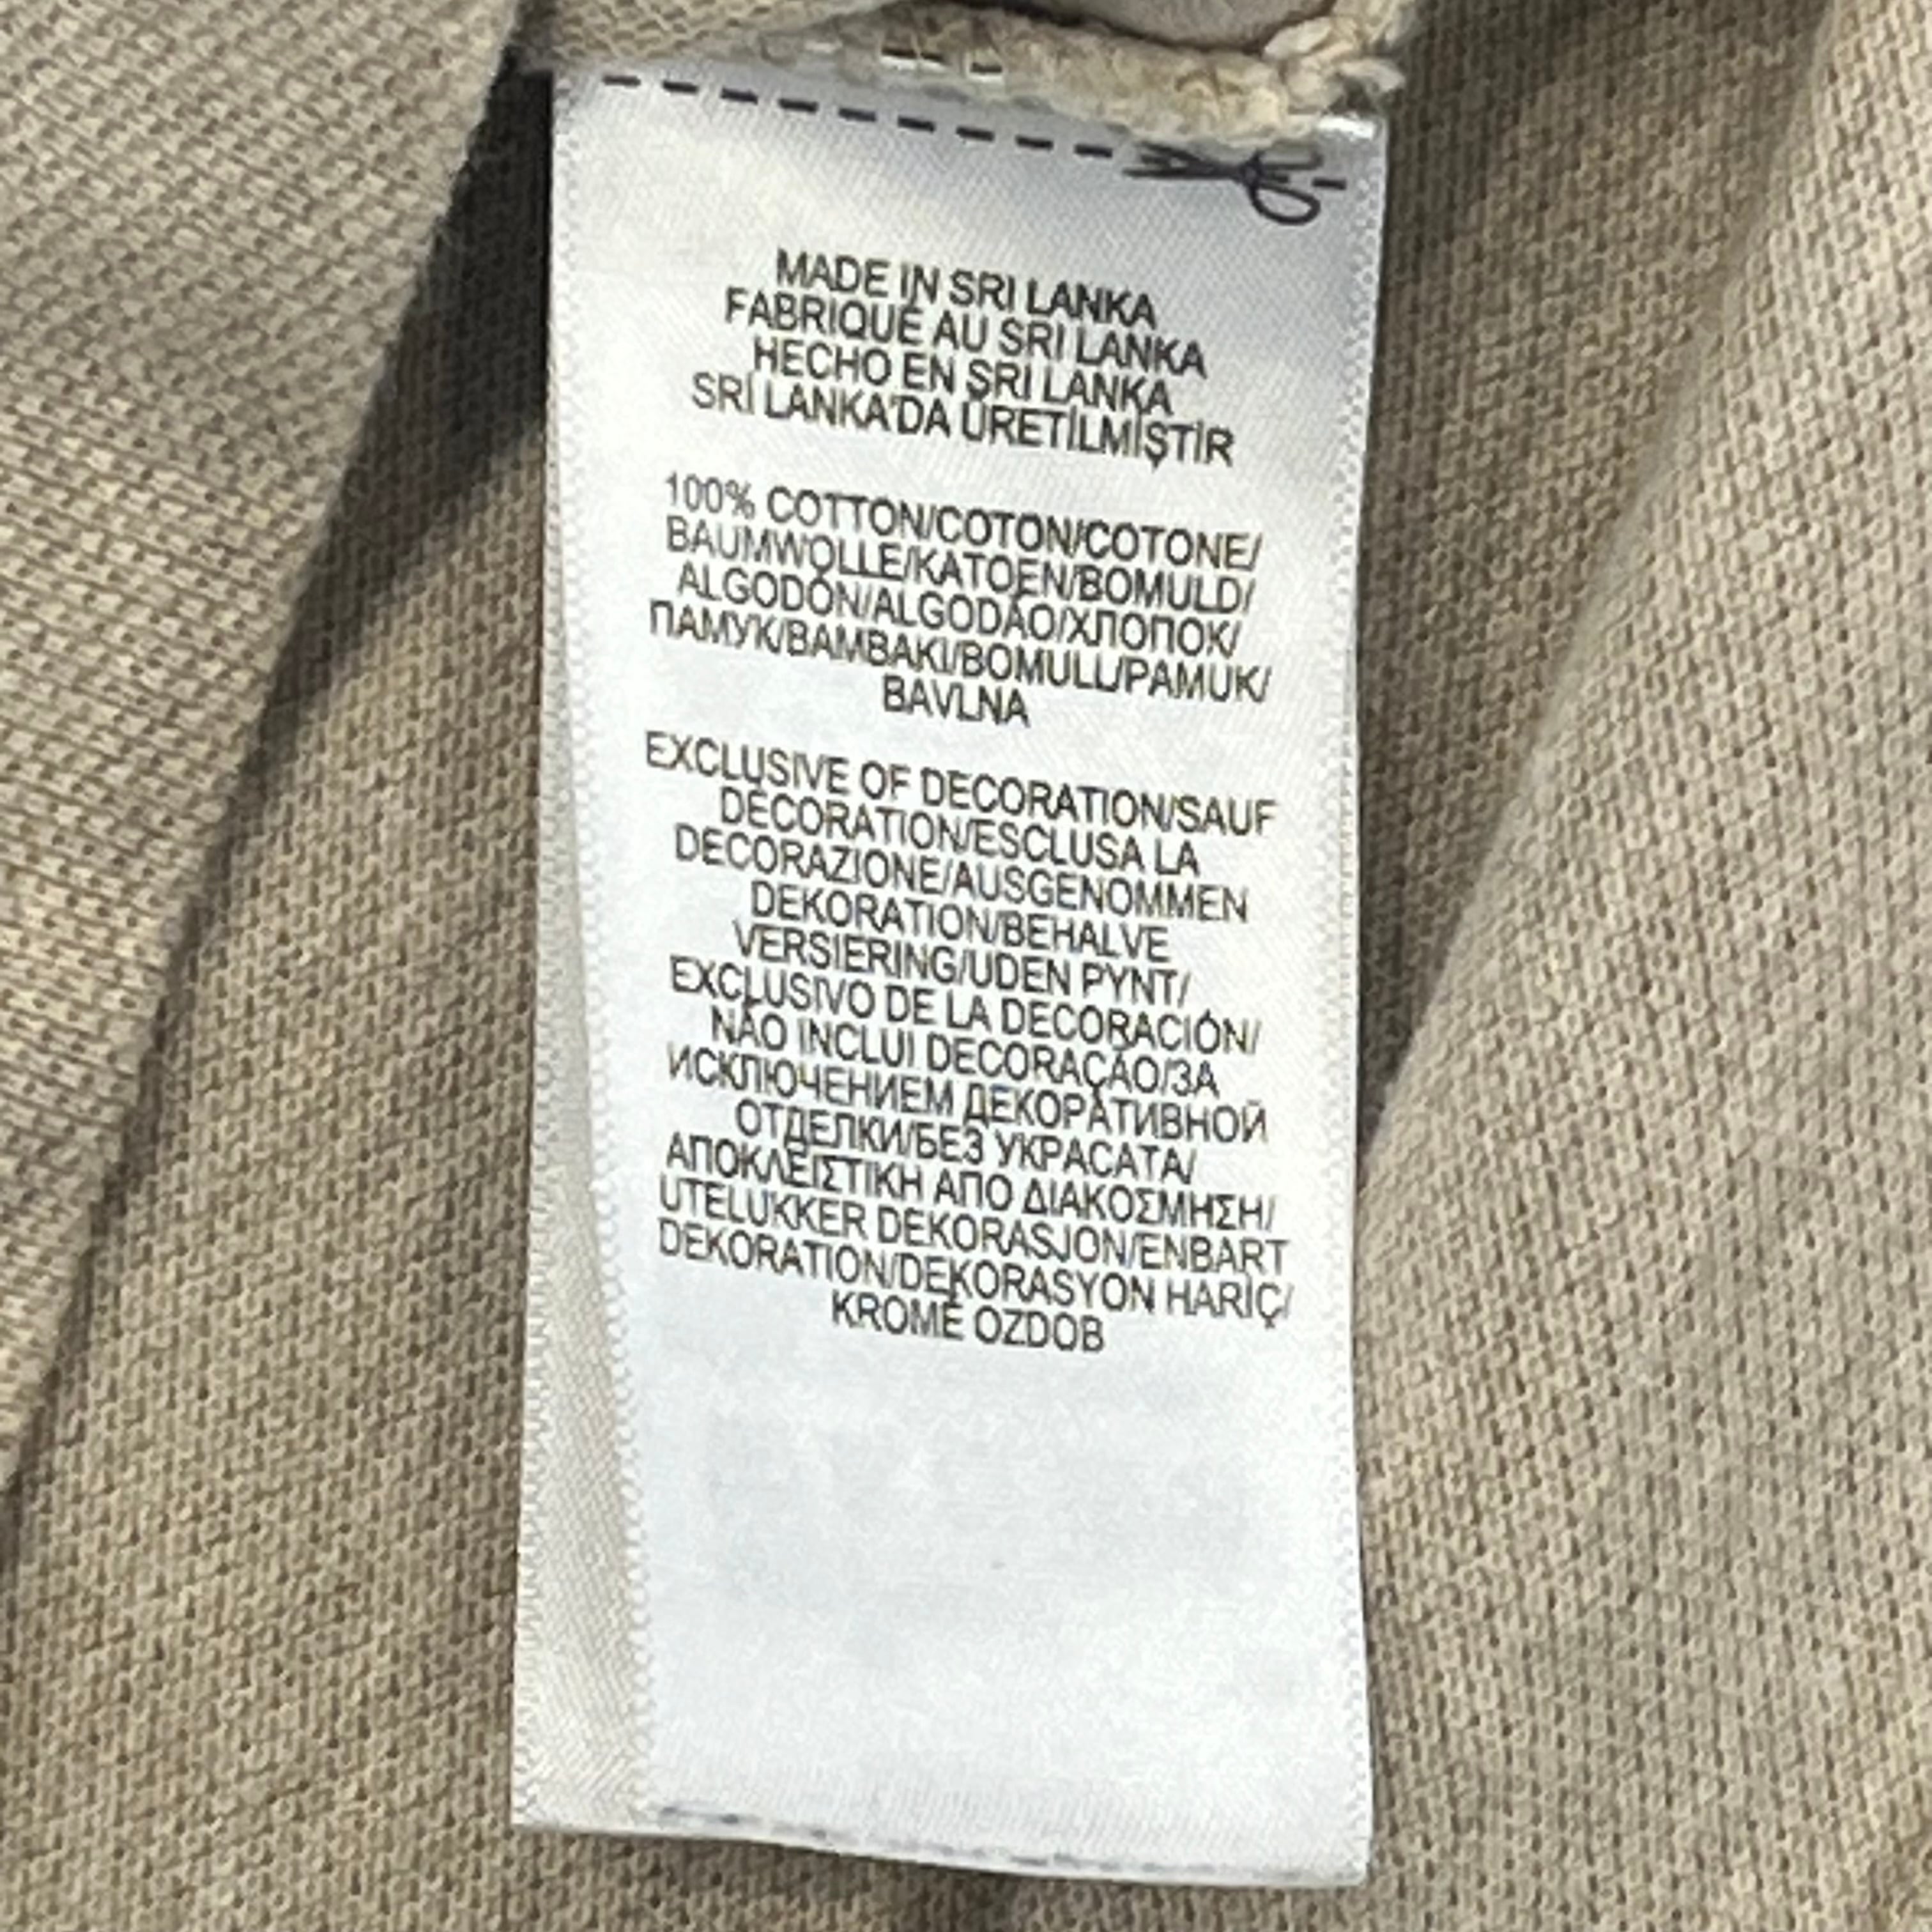 MADE IN SRI LANKA
FABRIQUÉ AU SRI LANKA
HECHO EN SRI LANKA
SRİ LANKA'DA ÜRETİLMİŞTİR
100% COTTON/COTON/COTONE/
BAUMWOLLE/KATOEN/BOMULD/
ALGODÓN/ALGODÃO/ХЛОПОК/
ПАМУК/ΒΑΜΒΑΚΙ/BOMULL/PAMUK/
BAVLNA
EXCLUSIVE OF DECORATION/SAUF
DÉCORATION/ESCLUSA LA
DECORAZIONE/AUSGENOMMEN
DEKORATION/BEHALVE
VERSIERING/UDEN PYNT/
EXCLUSIVO DE LA DECORACIÓN/
NÃO INCLUI DECORAÇÃO/ЗА
ИСКЛЮЧЕНИЕМ ДЕКОРАТИВНОЙ
ОТДЕЛКИ/БЕЗ УКРАСАТА/
ΑΠΟΚΛΕΙΣΤΙΚΗ ΑΠΟ ΔΙΑΚΟΣΜΗΣΗ/
UTELUKKER DEKORASJON/ENBART
DEKORATION/DEKORASYON HARİÇ/
KROMĚ OZDOB